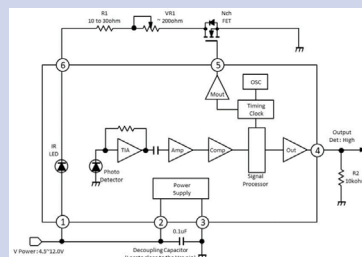 R1
10 to 30ohm
VR1
~ 200ohm
Nch
FET
6
5
OSC
Mout
Timing
Clock
IR
LED
TIA
Amp
Comp
Out
4
Output
Det : High
Photo
Detector
Signal
Processor
R2
10kohm
Power
Supply
1
2
3
0.1uF
V Power : 4.5~12.0V
Decoupling Capacitor